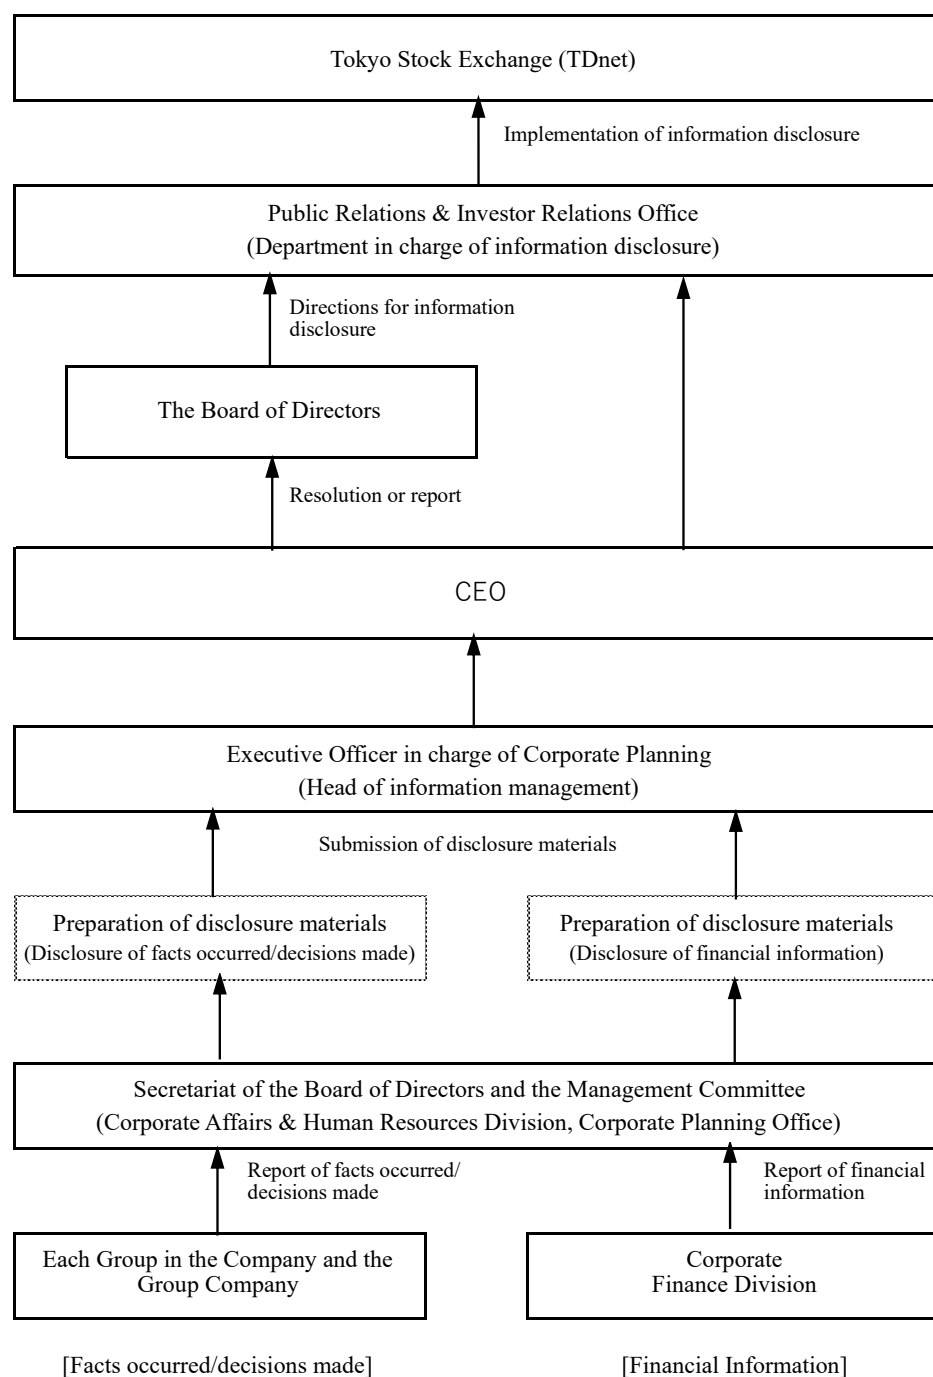 Tokyo Stock Exchange (TDnet)
Implementation of information disclosure
Public Relations & Investor Relations Office
(Department in charge of information disclosure)
Directions for information
disclosure
The Board of Directors
Resolution or report
CEO
Executive Officer in charge of Corporate Planning
(Head of information management)
Submission of disclosure materials
Preparation of disclosure materials
(Disclosure of facts occurred/decisions made)
Preparation of disclosure materials
(Disclosure of financial information)
Secretariat of the Board of Directors and the Management Committee
(Corporate Affairs & Human Resources Division, Corporate Planning Office)
Report of facts occurred/
decisions made
Report of financial
information
Each Group in the Company and the
Group Company
Corporate
Finance Division
[Facts occurred/decisions made]
[Financial Information]